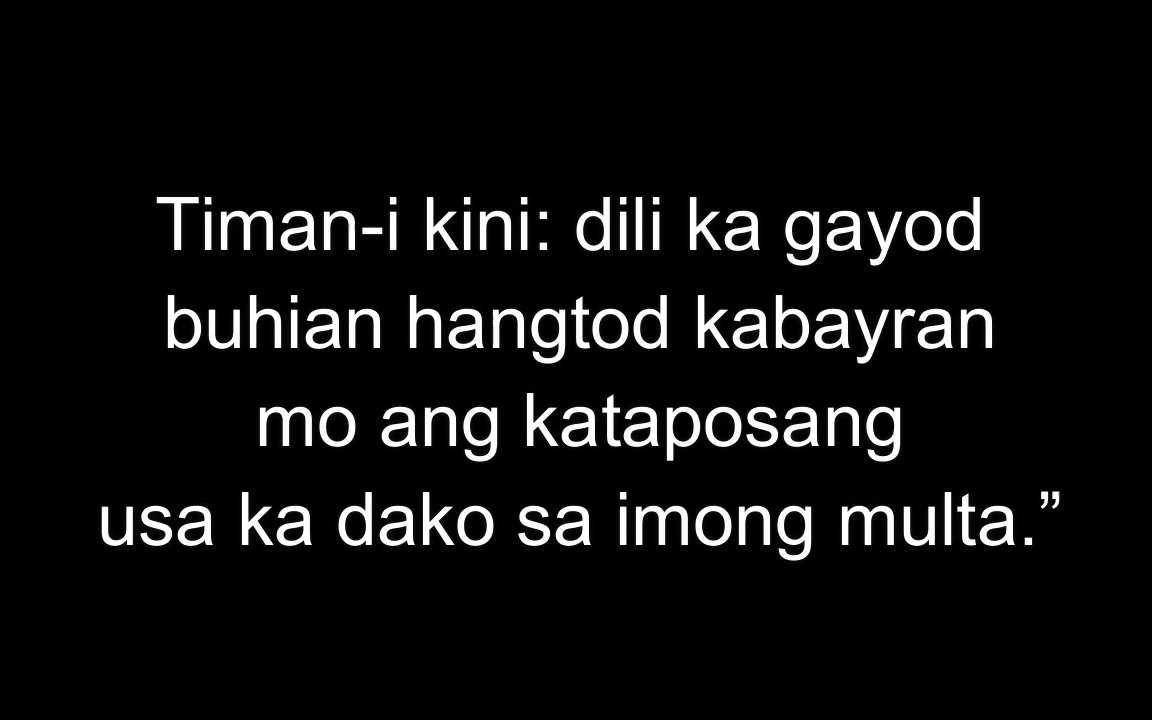 Timan-i kini: dili ka gayod
buhian hangtod kabayran
mo ang kataposang
usa ka dako sa imong multa.”